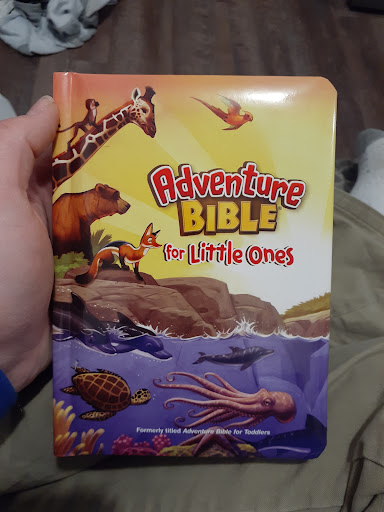 Adventure
BIBLE
for Little Ones
Formerly titled Adventure Bible for Toddlers